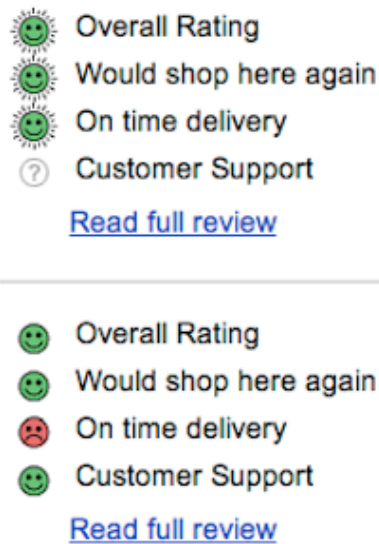 Overall Rating
Would shop here again
On time delivery
? Customer Support
Read full review
Overall Rating
Would shop here again
On time delivery
Customer Support
Read full review